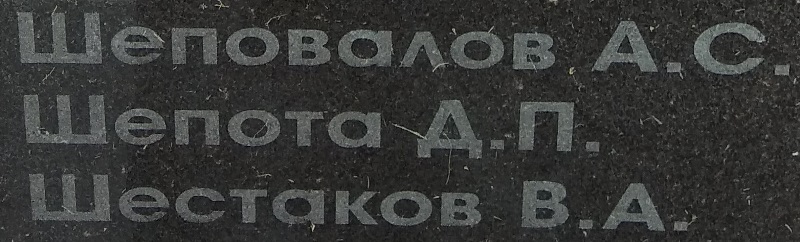 Шеповалов А.С.
Шепота Д.П.
Шестаков В.А.